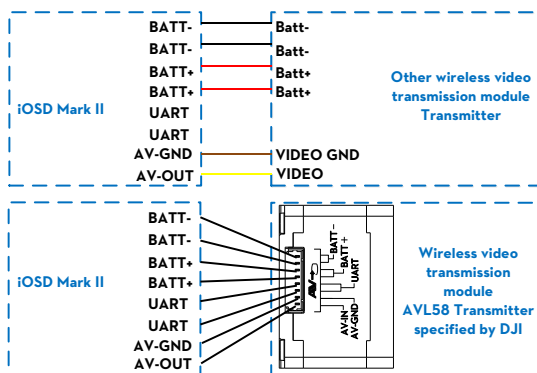 BATT-
BATT-
BATT+
BATT+
UART
UART
AV-GND
AV-OUT
iOSD Mark II
Batt-
Batt-
Batt+
Batt+
VIDEO GND
VIDEO
Other wireless video
transmission module
Transmitter
BATT-
BATT-
BATT+
BATT+
UART
UART
AV-GND
AV-OUT
iOSD Mark II
BATT-
BATT+
UART
AV-IN
AV-GND
Wireless video
transmission
module
AVL58 Transmitter
specified by DJI